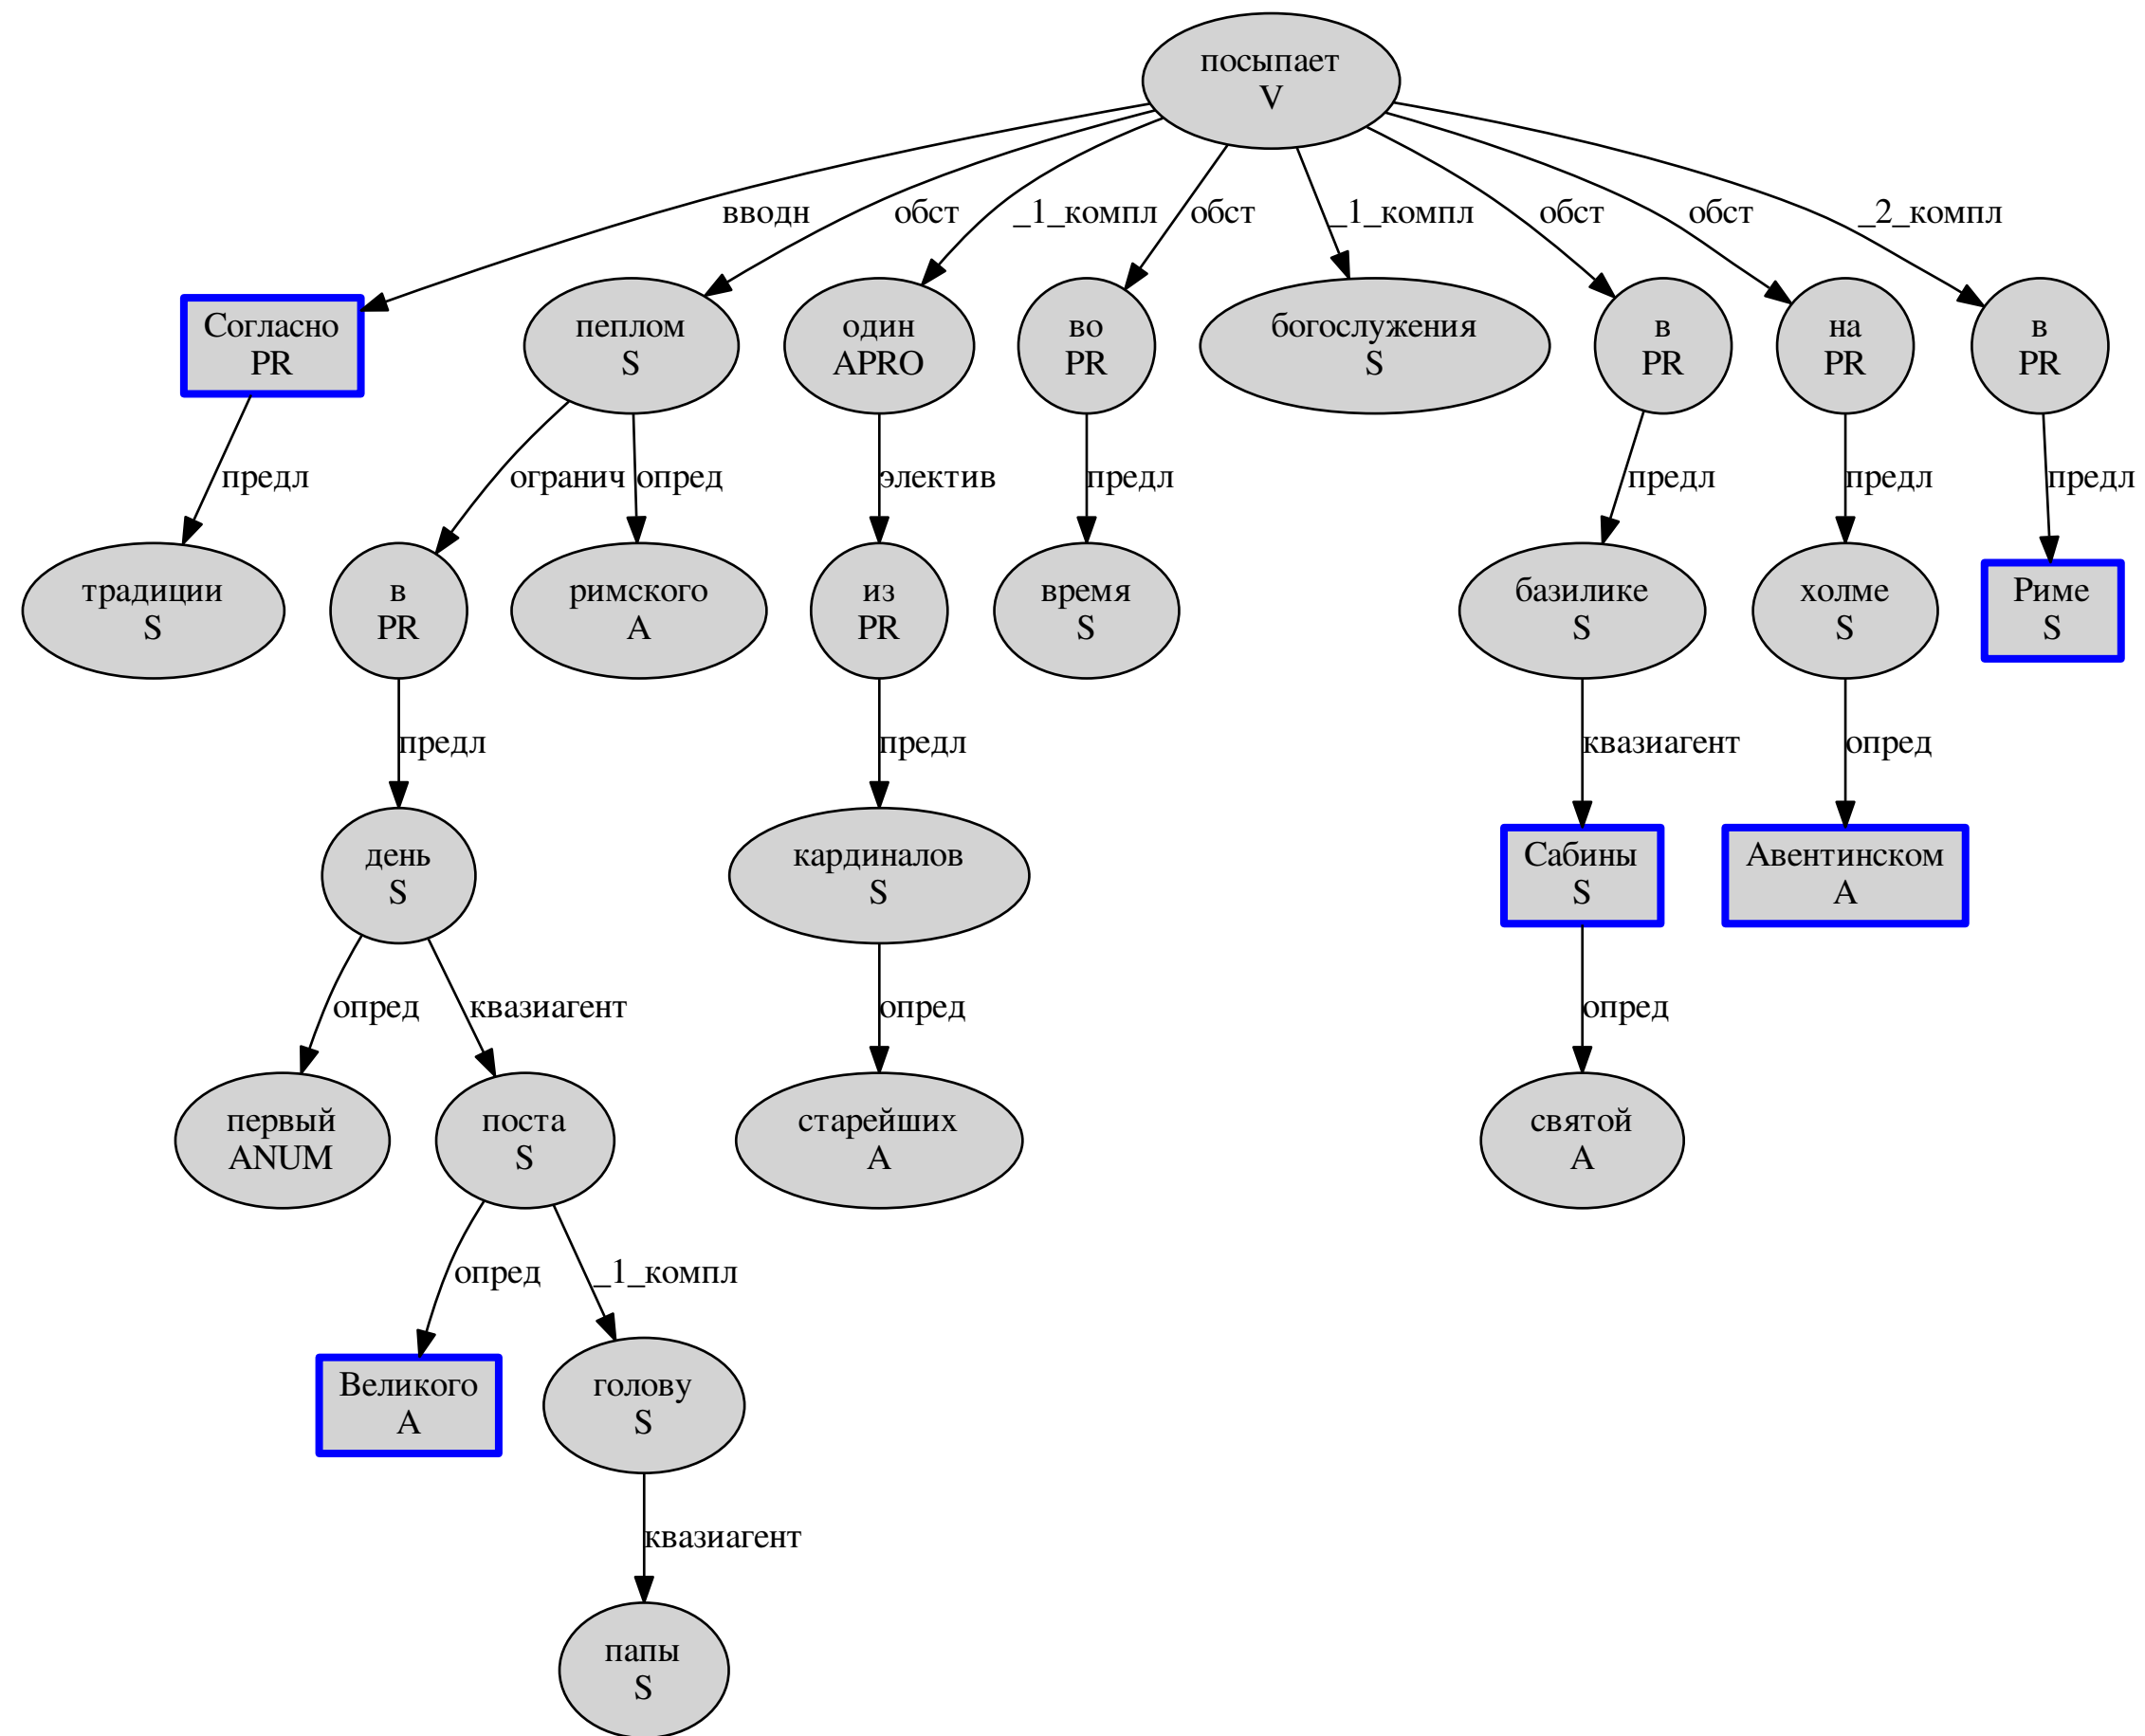 посыпает
V
вводн
обст
_1_компл
обст
_1_компл
обст
обст
_2_компл
Согласно
PR
пеплом
S
один
APRO
во
PR
богослужения
S
в
PR
на
PR
в
PR
предл
огранич
опред
электив
предл
предл
предл
предл
традиции
S
в
PR
римского
A
из
PR
время
S
базилике
S
холме
S
Риме
S
предл
предл
квазиагент
опред
день
S
кардиналов
S
Сабины
S
Авентинском
A
опред
квазиагент
опред
опред
первый
ANUM
поста
S
старейших
A
святой
A
опред
_1_компл
Великого
A
голову
S
квазиагент
папы
S